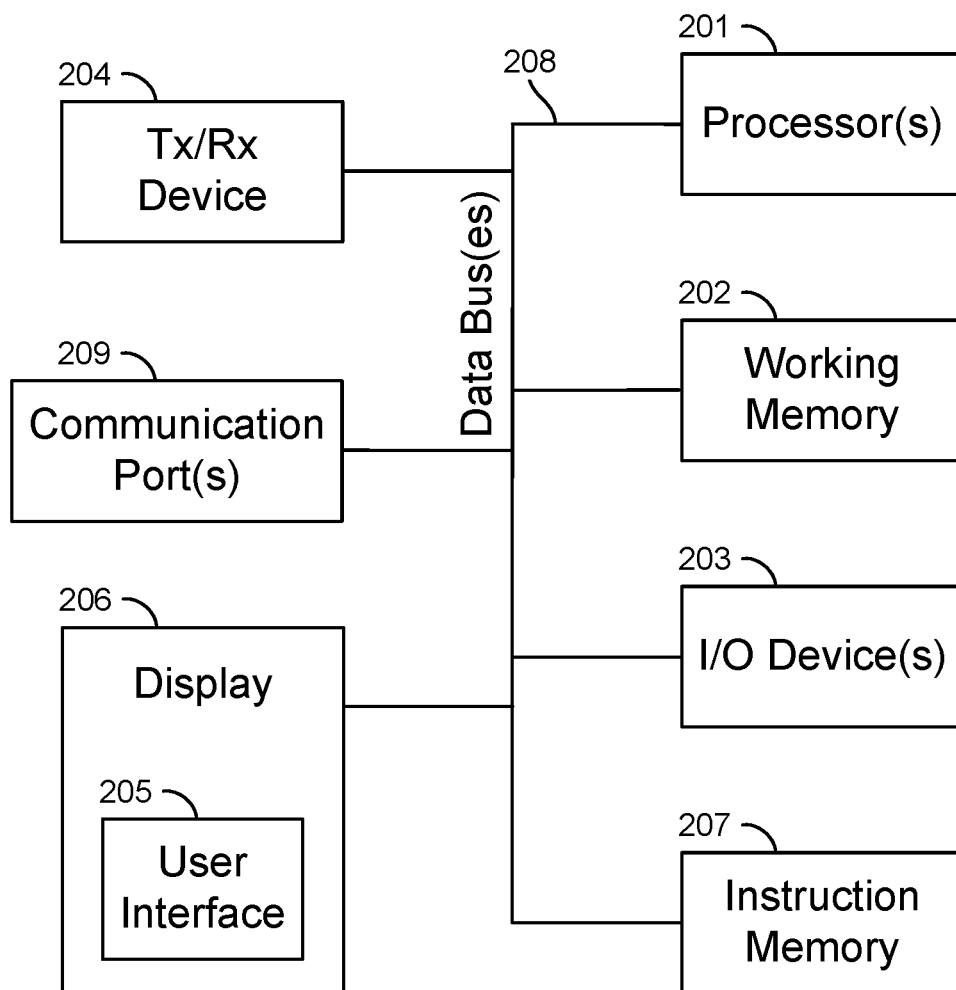 201
Processor(s)
208
204
Tx/Rx
Device
Data Bus(es)
202
Working
Memory
209
Communication
Port(s)
203
I/O Device(s)
206
Display
205
User
Interface
207
Instruction
Memory